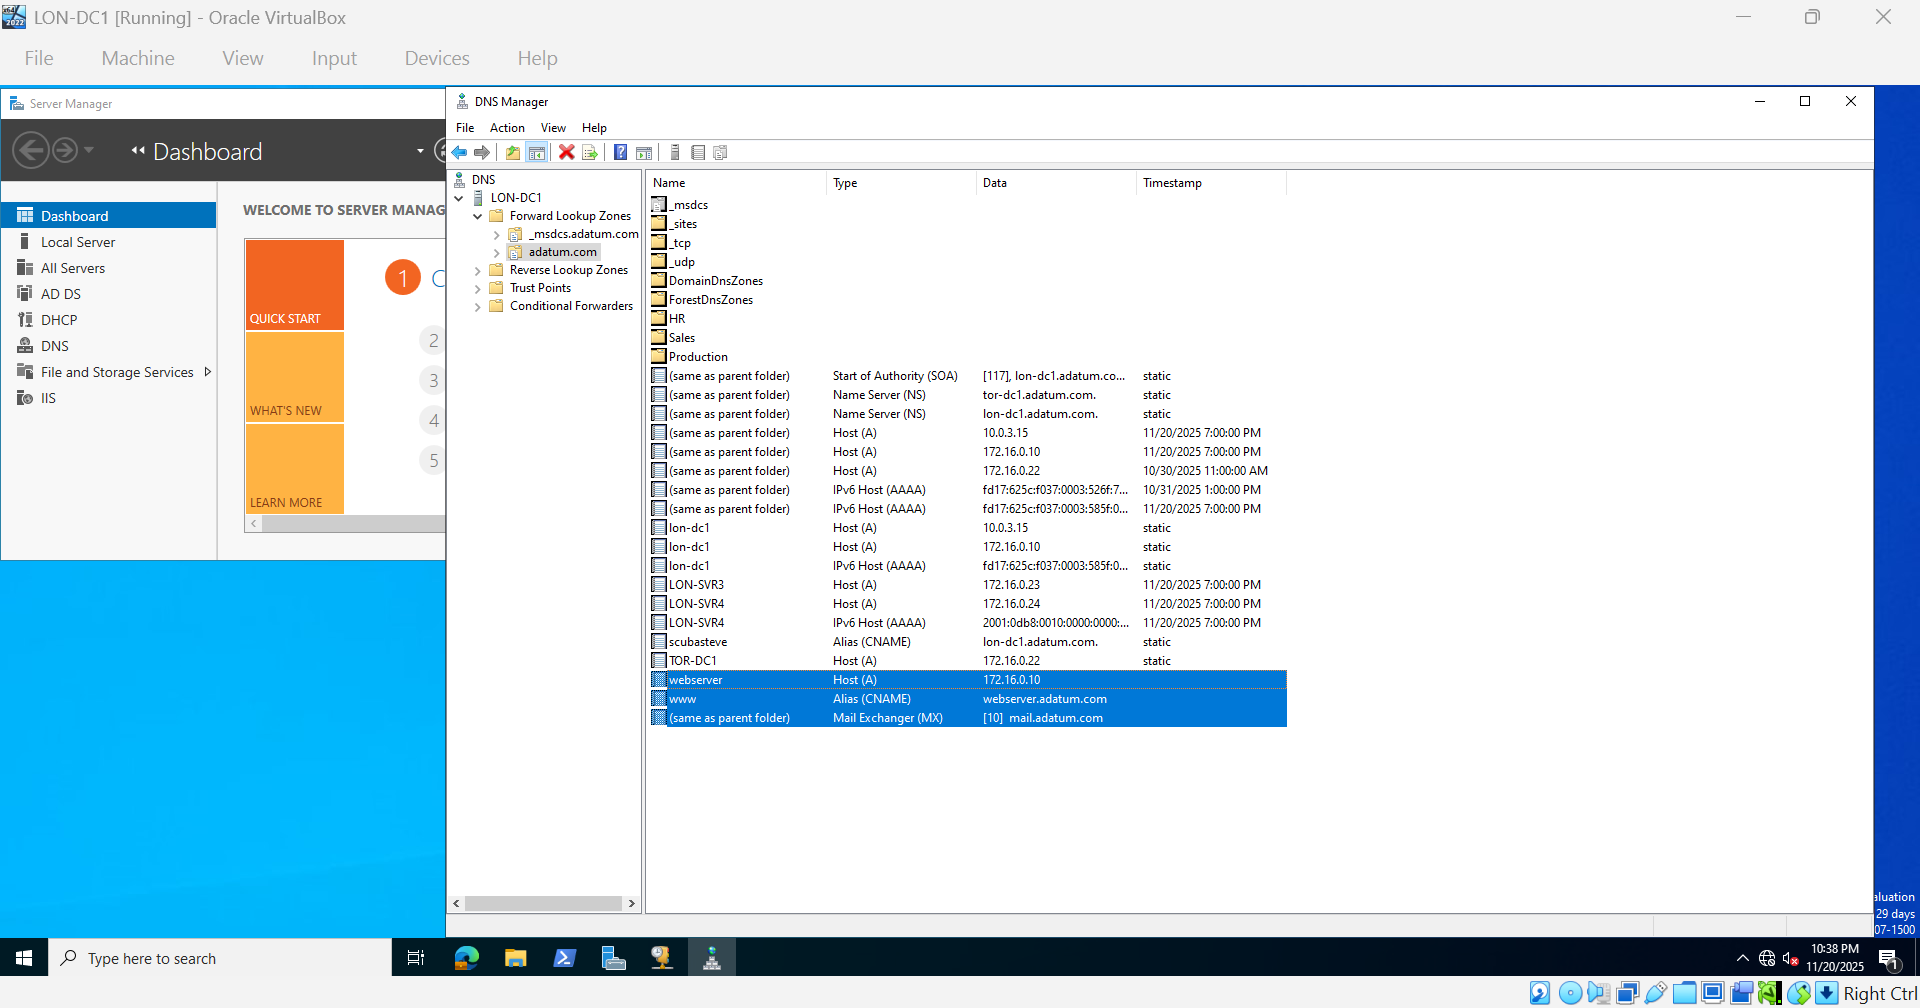 LON-DC1 [Running] - Oracle VirtualBox
File Machine View Input Devices Help
Server Manager
Dashboard
Dashboard
Local Server
All Servers
AD DS
DHCP
DNS
File and Storage Services
IIS
WELCOME TO SERVER MANAG
QUICK START
WHAT'S NEW
LEARN MORE
1 C
2
3
4
5
DNS Manager
File Action View Help
DNS
LON-DC1
Forward Lookup Zones
_msdcs.adatum.com
adatum.com
Reverse Lookup Zones
Trust Points
Conditional Forwarders
Name Type Data Timestamp
_msdcs
_sites
_tcp
_udp
DomainDnsZones
ForestDnsZones
HR
Sales
Production
(same as parent folder) Start of Authority (SOA) [117], lon-dc1.adatum.co... static
(same as parent folder) Name Server (NS) tor-dc1.adatum.com. static
(same as parent folder) Name Server (NS) lon-dc1.adatum.com. static
(same as parent folder) Host (A) 10.0.3.15 11/20/2025 7:00:00 PM
(same as parent folder) Host (A) 172.16.0.10 11/20/2025 7:00:00 PM
(same as parent folder) Host (A) 172.16.0.22 10/30/2025 11:00:00 AM
(same as parent folder) IPv6 Host (AAAA) fd17:625c:f037:0003:526f:7... 10/31/2025 1:00:00 PM
(same as parent folder) IPv6 Host (AAAA) fd17:625c:f037:0003:585f:0... 11/20/2025 7:00:00 PM
lon-dc1 Host (A) 10.0.3.15 static
lon-dc1 Host (A) 172.16.0.10 static
lon-dc1 IPv6 Host (AAAA) fd17:625c:f037:0003:585f:0... static
LON-SVR3 Host (A) 172.16.0.23 11/20/2025 7:00:00 PM
LON-SVR4 Host (A) 172.16.0.24 11/20/2025 7:00:00 PM
LON-SVR4 IPv6 Host (AAAA) 2001:0db8:0010:0000:0000:... 11/20/2025 7:00:00 PM
scubasteve Alias (CNAME) lon-dc1.adatum.com. static
TOR-DC1 Host (A) 172.16.0.22 static
webserver Host (A) 172.16.0.10
www Alias (CNAME) webserver.adatum.com
(same as parent folder) Mail Exchanger (MX) [10] mail.adatum.com
aluation
29 days
07-1500
Type here to search
10:38 PM
11/20/2025
1
Right Ctrl